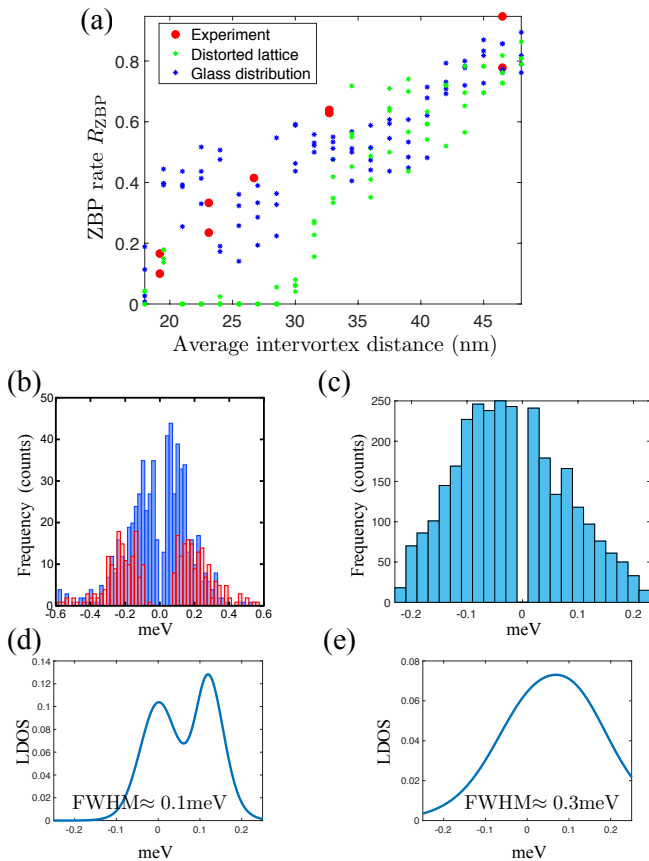 (a)
Experiment
Distorted lattice
Glass distribution
ZBP rate R_ZBP
0.8
0.6
0.4
0.2
0
20 25 30 35 40 45
Average intervortex distance (nm)
(b)
Frequency (counts)
50
40
30
20
10
0
-0.6 -0.4 -0.2 0.0 0.2 0.4 0.6
meV
(c)
Frequency (counts)
250
200
150
100
50
0
-0.2 -0.1 0 0.1 0.2
meV
(d)
LDOS
0.14
0.12
0.1
0.08
0.06
0.04
0.02
0
FWHM≈ 0.1meV
-0.2 -0.1 0 0.1 0.2
meV
(e)
LDOS
0.08
0.06
0.04
0.02
0
FWHM≈ 0.3meV
-0.2 -0.1 0 0.1 0.2
meV